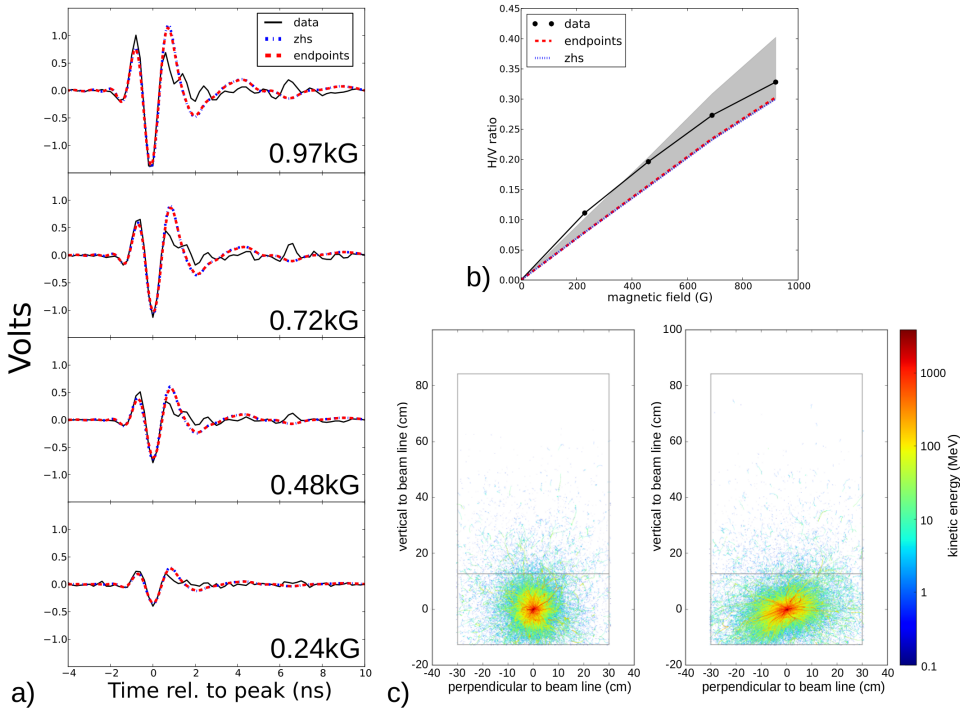 data
zhs
endpoints
1.0
0.5
0.0
−0.5
−1.0
0.97kG
1.0
0.5
0.0
−0.5
−1.0
0.72kG
1.0
0.5
0.0
−0.5
−1.0
0.48kG
1.0
0.5
0.0
−0.5
−1.0
0.24kG
−4 −2 0 2 4 6 8 10
Time rel. to peak (ns)
Volts
a)
data
endpoints
zhs
0.45
0.40
0.35
0.30
0.25
0.20
0.15
0.10
0.05
0.00
H/V ratio
0 200 400 600 800 1000
magnetic field (G)
b)
80
60
40
20
0
-20
vertical to beam line (cm)
-40 -30 -20 -10 0 10 20 30 40
perpendicular to beam line (cm)
100
80
60
40
20
0
-20
vertical to beam line (cm)
-40 -30 -20 -10 0 10 20 30 40
perpendicular to beam line (cm)
1000
100
10
1
0.1
kinetic energy (MeV)
c)